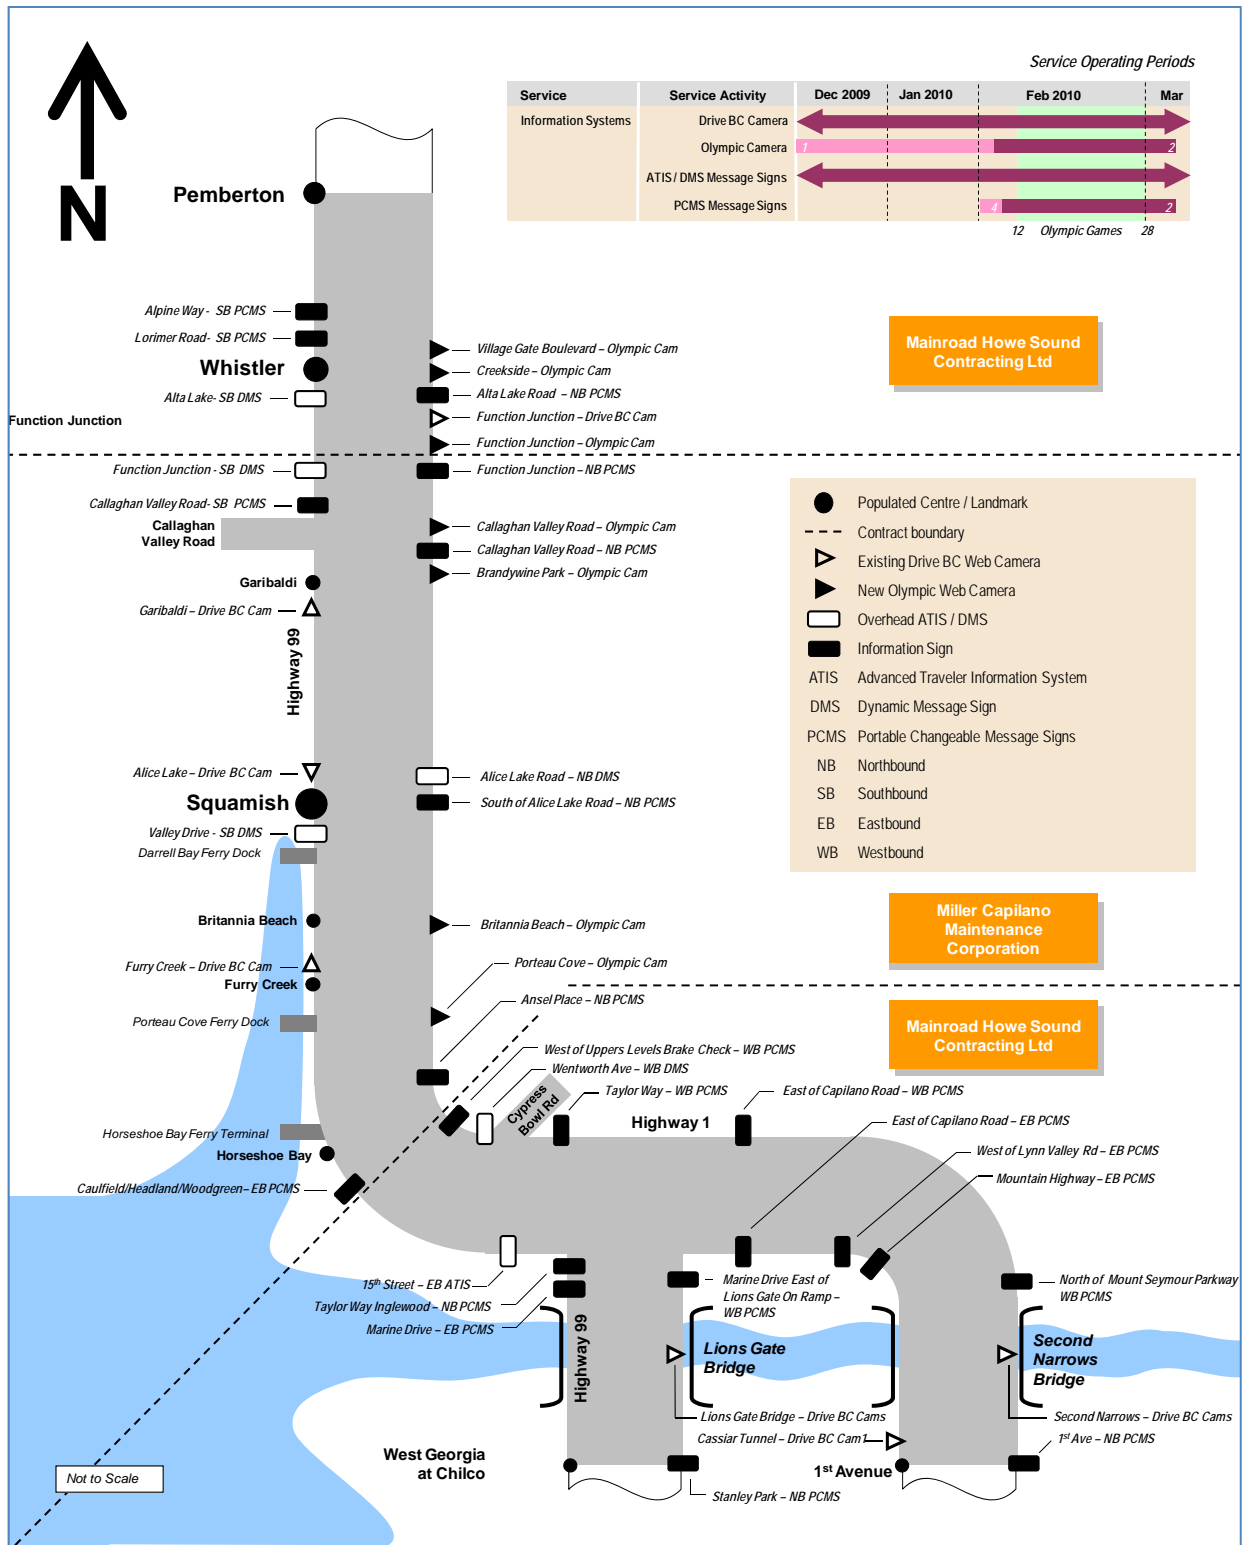 Service Operating Periods
Service Service Activity Dec 2009 Jan 2010 Feb 2010 Mar
Information Systems Drive BC Camera
Olympic Camera 1 2
ATIS / DMS Message Signs
PCMS Message Signs 4 2
12 Olympic Games 28
N
Pemberton
Alpine Way - SB PCMS
Lorimer Road- SB PCMS
Whistler
Alta Lake- SB DMS
Function Junction
Village Gate Boulevard – Olympic Cam
Creekside – Olympic Cam
Alta Lake Road – NB PCMS
Function Junction – Drive BC Cam
Function Junction – Olympic Cam
Mainroad Howe Sound
Contracting Ltd
Function Junction - SB DMS
Function Junction – NB PCMS
Callaghan Valley Road- SB PCMS
Callaghan
Valley Road
Callaghan Valley Road – Olympic Cam
Callaghan Valley Road – NB PCMS
Brandywine Park – Olympic Cam
Garibaldi
Garibaldi – Drive BC Cam
Highway 99
Populated Centre / Landmark
Contract boundary
Existing Drive BC Web Camera
New Olympic Web Camera
Overhead ATIS / DMS
Information Sign
ATIS Advanced Traveler Information System
DMS Dynamic Message Sign
PCMS Portable Changeable Message Signs
NB Northbound
SB Southbound
EB Eastbound
WB Westbound
Alice Lake – Drive BC Cam
Alice Lake Road – NB DMS
Squamish
South of Alice Lake Road – NB PCMS
Valley Drive - SB DMS
Darrell Bay Ferry Dock
Britannia Beach
Britannia Beach – Olympic Cam
Miller Capilano
Maintenance
Corporation
Furry Creek – Drive BC Cam
Furry Creek
Porteau Cove – Olympic Cam
Ansel Place – NB PCMS
Porteau Cove Ferry Dock
Mainroad Howe Sound
Contracting Ltd
West of Uppers Levels Brake Check – WB PCMS
Wentworth Ave – WB DMS
Cypress
Bowl Rd
Taylor Way – WB PCMS
East of Capilano Road – WB PCMS
Highway 1
East of Capilano Road – EB PCMS
West of Lynn Valley Rd – EB PCMS
Mountain Highway – EB PCMS
Horseshoe Bay Ferry Terminal
Horseshoe Bay
Caulfield/Headland/Woodgreen– EB PCMS
15th Street – EB ATIS
Taylor Way Inglewood – NB PCMS
Marine Drive – EB PCMS
Marine Drive East of
Lions Gate On Ramp –
WB PCMS
North of Mount Seymour Parkway
WB PCMS
Highway 99
Lions Gate
Bridge
Second
Narrows
Bridge
Lions Gate Bridge – Drive BC Cams
Second Narrows – Drive BC Cams
Cassiar Tunnel – Drive BC Cam1
1st Ave – NB PCMS
West Georgia
at Chilco
1st Avenue
Stanley Park – NB PCMS
Not to Scale